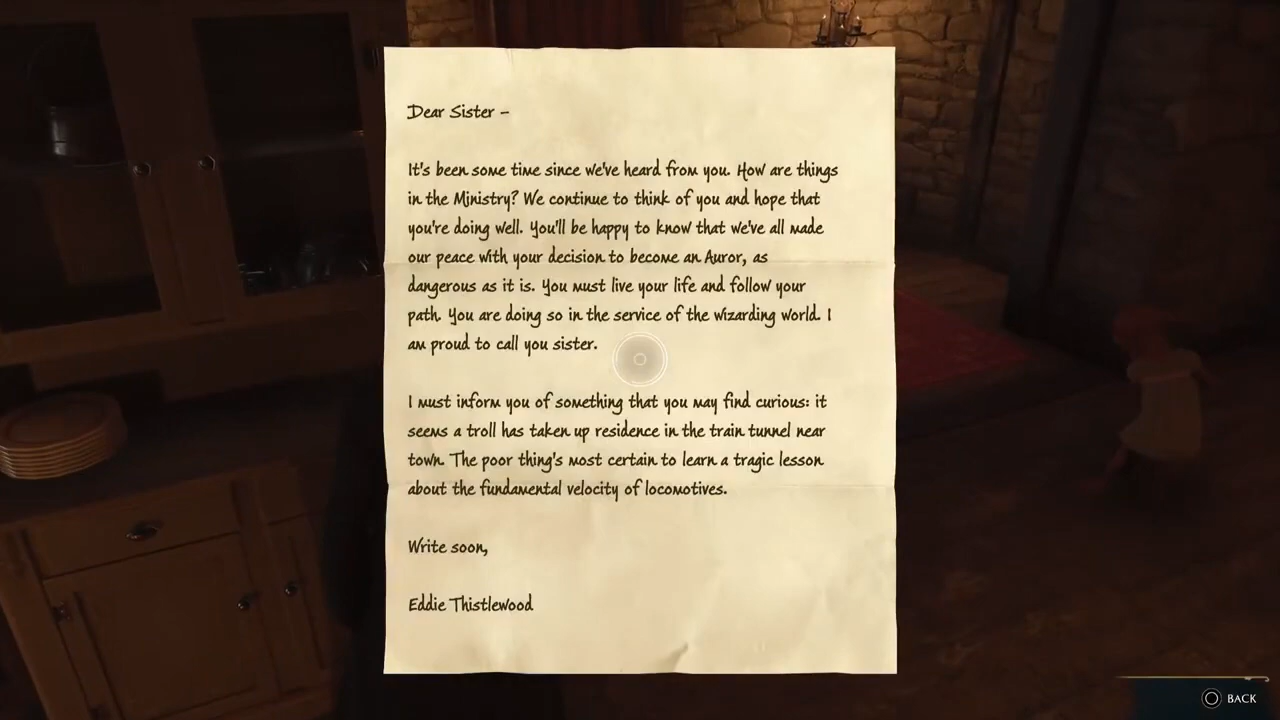 Dear Sister –
It's been some time since we've heard from you. How are things
in the Ministry? We continue to think of you and hope that
you're doing well. You'll be happy to know that we've all made
our peace with your decision to become an Auror, as
dangerous as it is. You must live your life and follow your
path. You are doing so in the service of the wizarding world. I
am proud to call you sister.
I must inform you of something that you may find curious: it
seems a troll has taken up residence in the train tunnel near
town. The poor thing's most certain to learn a tragic lesson
about the fundamental velocity of locomotives.
Write soon,
Eddie Thistlewood
BACK